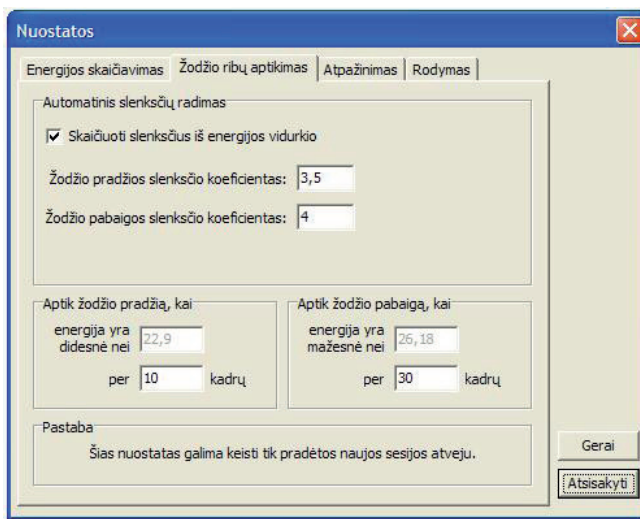 Nuostatos
Energijos skaičiavimas Žodžio ribų aptikimas Atpažinimas Rodymas
Automatinis slenksčių radimas
Skaičiuoti slenksčius iš energijos vidurkio
Žodžio pradžios slenksčio koeficientas: 3,5
Žodžio pabaigos slenksčio koeficientas: 4
Aptik žodžio pradžią, kai
energija yra
didesnė nei 22,9
per 10 kadrų
Aptik žodžio pabaigą, kai
energija yra
mažesnė nei 26,18
per 30 kadrų
Pastaba
Šias nuostatas galima keisti tik pradėtos naujos sesijos atveju.
Gerai
Atsisakyti